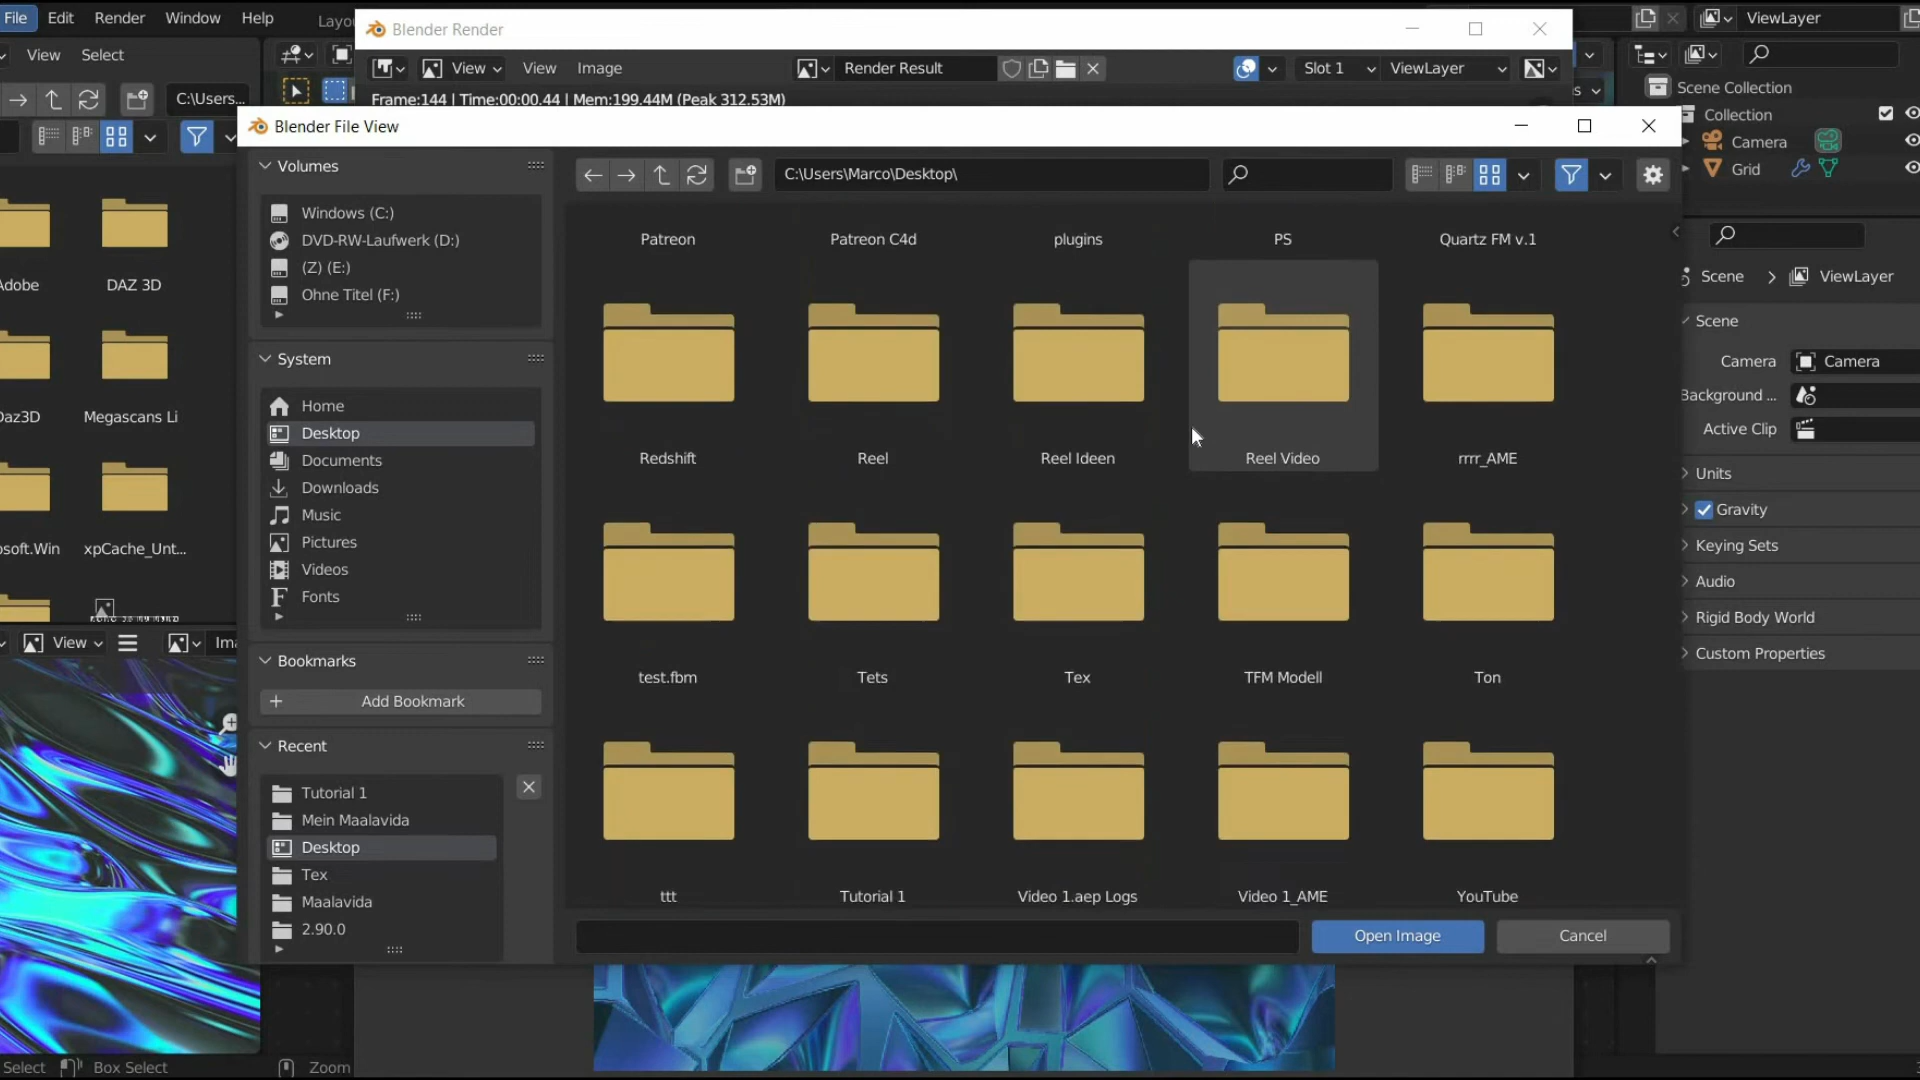 File Edit Render Window Help
Blender Render
ViewLayer
View Select
View View Image
Render Result
Slot 1 ViewLayer
C:\Users...
Frame:144 | Time:00:00.44 | Mem:199.44M (Peak 312.53M)
Scene Collection
Collection
Camera
Grid
Blender File View
Volumes
C:\Users\Marco\Desktop\
Windows (C:)
DVD-RW-Laufwerk (D:)
(Z) (E:)
Ohne Titel (F:)
Patreon Patreon C4d plugins PS Quartz FM v.1
DAZ 3D
Scene > ViewLayer
Scene
Camera Camera
Background ...
Active Clip
System
Home
Desktop
Documents
Downloads
Music
Pictures
Videos
Fonts
Megascans Li
Redshift Reel Reel Ideen Reel Video rrrr_AME
Units
Gravity
Keying Sets
Audio
Rigid Body World
Custom Properties
soft.Win xpCache_Unt...
View
test.fbm Tets Tex TFM Modell Ton
Bookmarks
Add Bookmark
Recent
Tutorial 1
Mein Maalavida
Desktop
Tex
Maalavida
2.90.0
ttt Tutorial 1 Video 1.aep Logs Video 1_AME YouTube
Open Image Cancel
Select Box Select Zoom